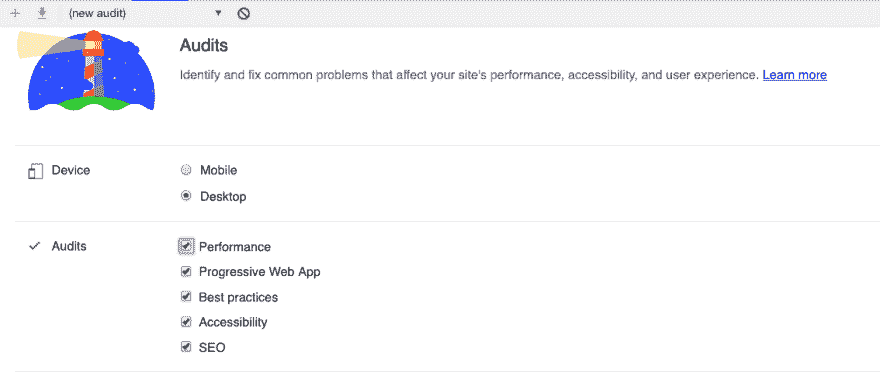 (new audit)
Audits
Identify and fix common problems that affect your site's performance, accessibility, and user experience. Learn more
Device
Mobile
Desktop
Audits
Performance
Progressive Web App
Best practices
Accessibility
SEO